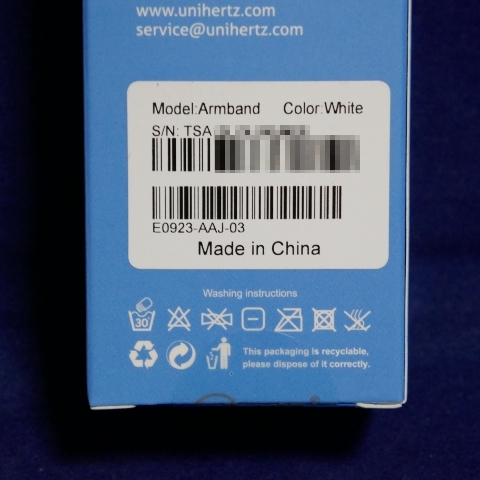 www.unihertz.com
service@unihertz.com
Model:Armband Color:White
S/N: TSA
E0923-AAJ-03
Made in China
Washing instructions
30
This packaging is recyclable,
please dispose of it correctly.